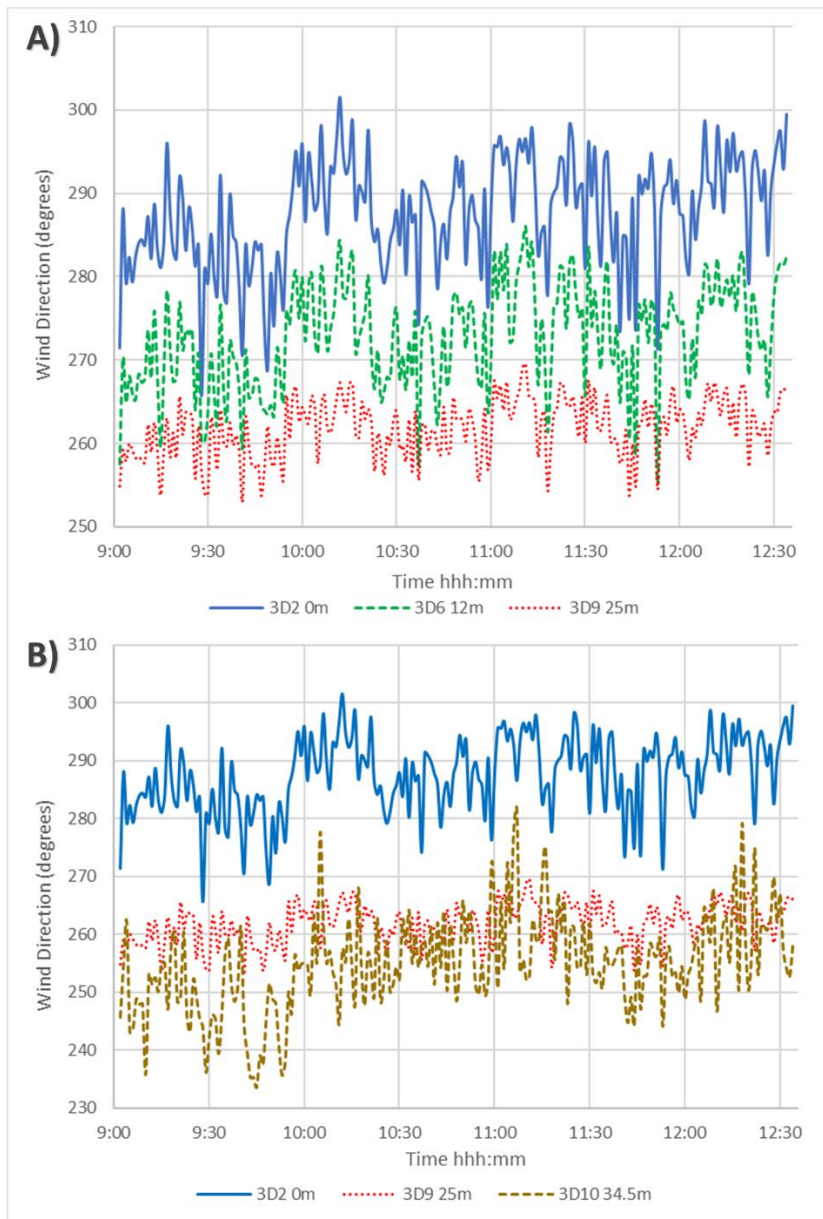 A)
310
300
290
280
270
260
250
Wind Direction (degrees)
9:00 9:30 10:00 10:30 11:00 11:30 12:00 12:30
Time hhh:mm
3D2 0m 3D6 12m 3D9 25m
B)
310
300
290
280
270
260
250
240
230
Wind Direction (degrees)
9:00 9:30 10:00 10:30 11:00 11:30 12:00 12:30
Time hhh:mm
3D2 0m 3D9 25m 3D10 34.5m